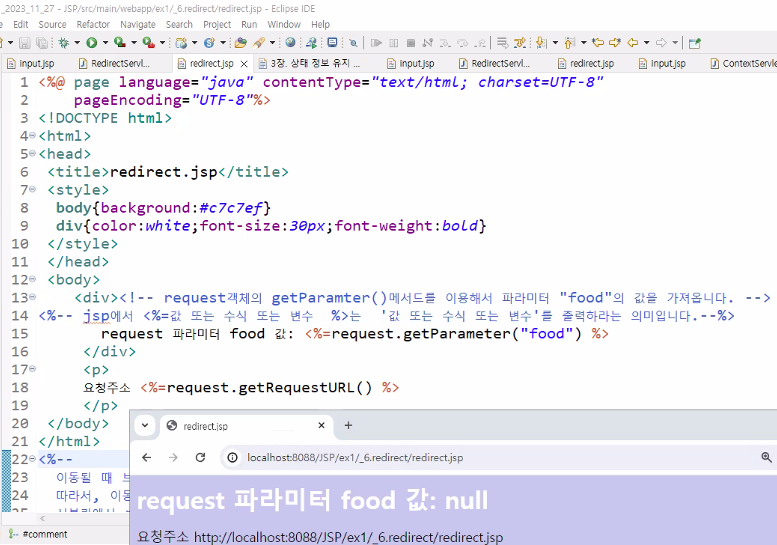 _2023_11_27 - JSP/src/main/webapp/ex1/_6.redirect/redirect.jsp - Eclipse IDE
Edit Source Refactor Navigate Search Project Run Window Help
input.jsp RedirectServl... redirect.jsp 3장. 상태 정보 유지 ... input.jsp RedirectServl... redirect.jsp input.jsp ContextServle
1 <%@ page language="java" contentType="text/html; charset=UTF-8"
2 pageEncoding="UTF-8"%>
3 <!DOCTYPE html>
4 <html>
5 <head>
6 <title>redirect.jsp</title>
7 <style>
8 body{background:#c7c7ef}
9 div{color:white;font-size:30px;font-weight:bold}
10 </style>
11 </head>
12 <body>
13 <div><!-- request객체의 getParamter()메서드를 이용해서 파라미터 "food"의 값을 가져옵니다. -->
14 <%-- jsp에서 <%=값 또는 수식 또는 변수 %>는 '값 또는 수식 또는 변수'를 출력하라는 의미입니다.--%>
15 request 파라미터 food 값: <%=request.getParameter("food") %>
16 </div>
17 <p>
18 요청주소 <%=request.getRequestURL() %>
19 </p>
20 </body>
21 </html>
22 <%--
23 이동될 때
24 따라서, 이동
25
#comment
redirect.jsp
localhost:8088/JSP/ex1/_6.redirect/redirect.jsp
request 파라미터 food 값: null
요청주소 http://localhost:8088/JSP/ex1/_6.redirect/redirect.jsp